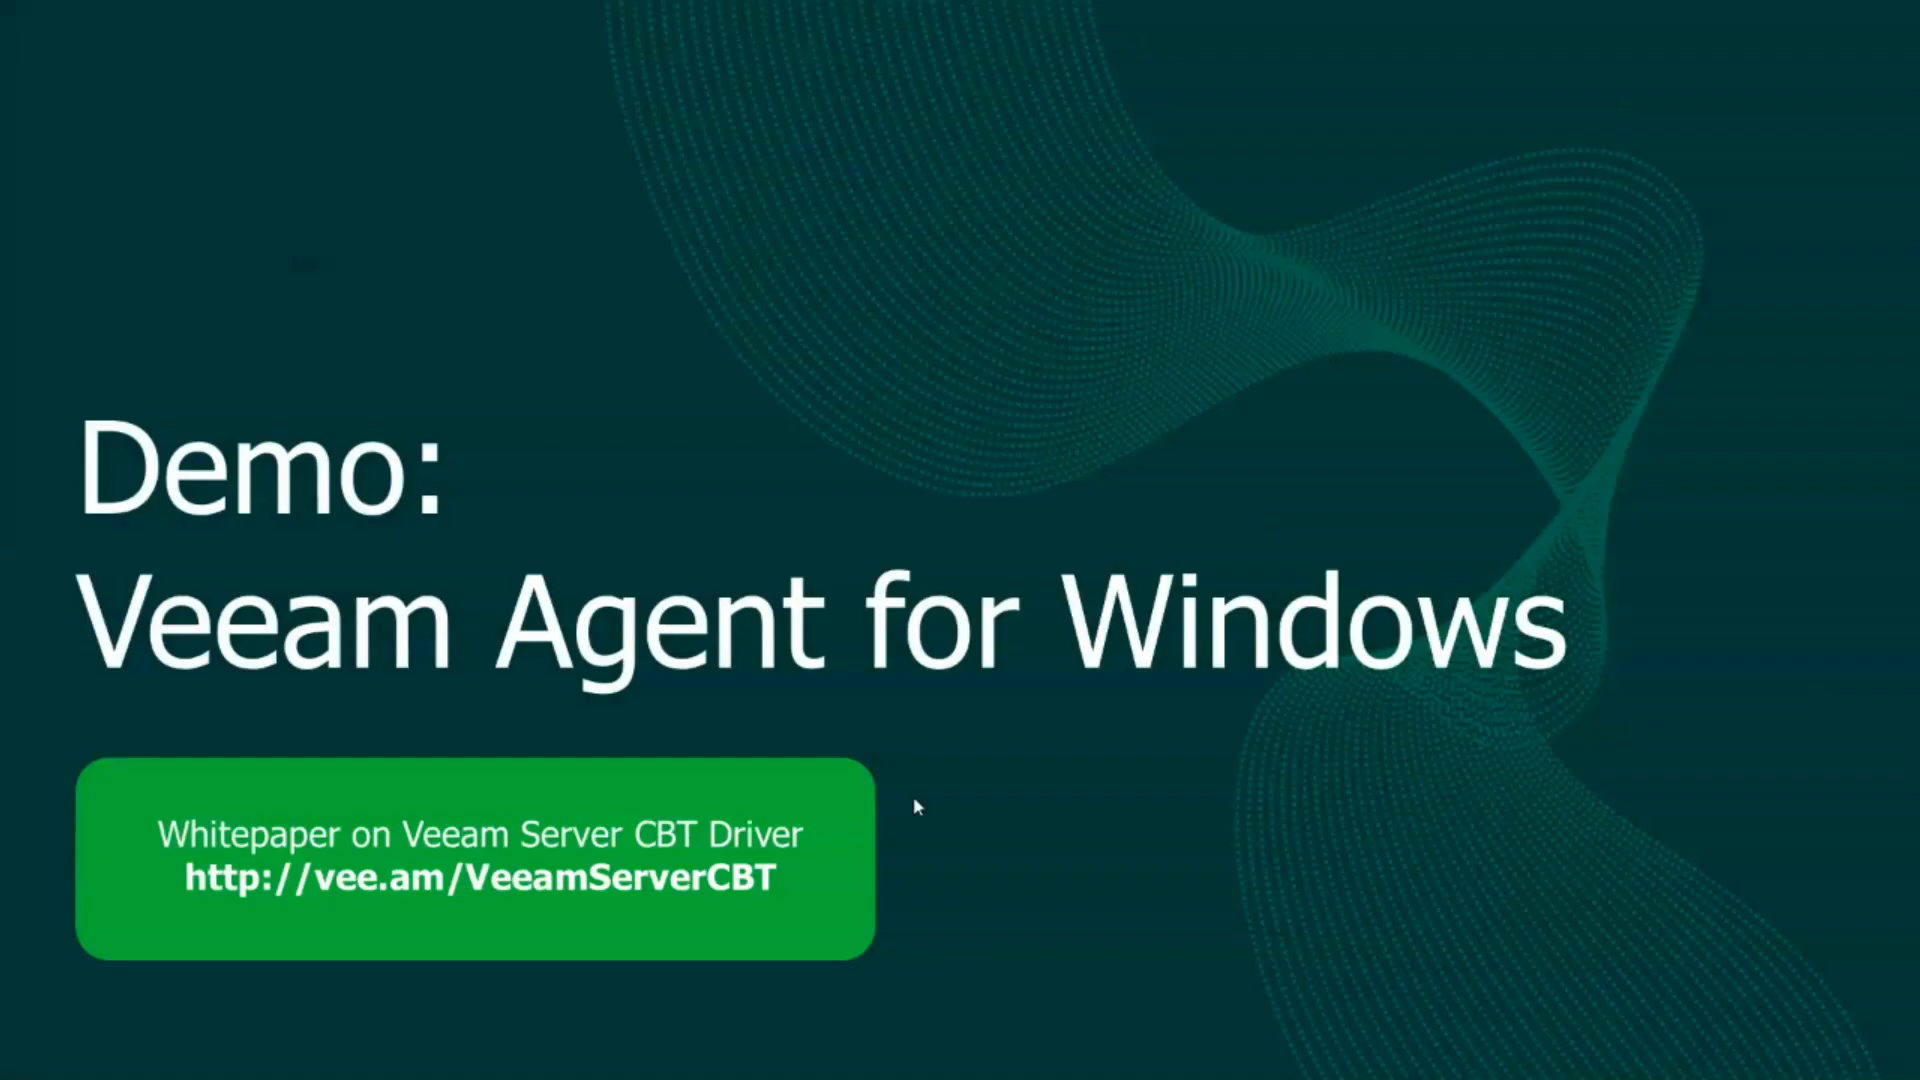 Demo:
Veeam Agent for Windows
Whitepaper on Veeam Server CBT Driver
http://vee.am/VeeamServerCBT